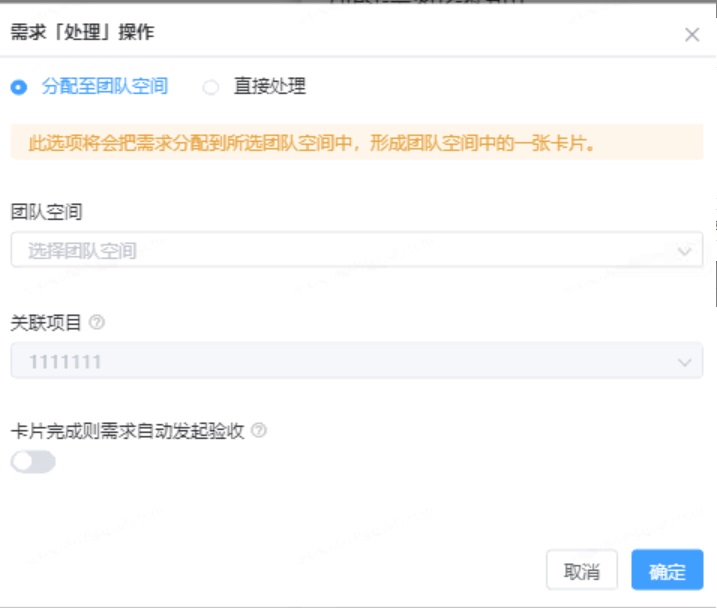 需求「处理」操作
分配至团队空间 直接处理
此选项将会把需求分配到所选团队空间中，形成团队空间中的一张卡片。
团队空间
选择团队空间
关联项目
1111111
卡片完成则需求自动发起验收
取消 确定